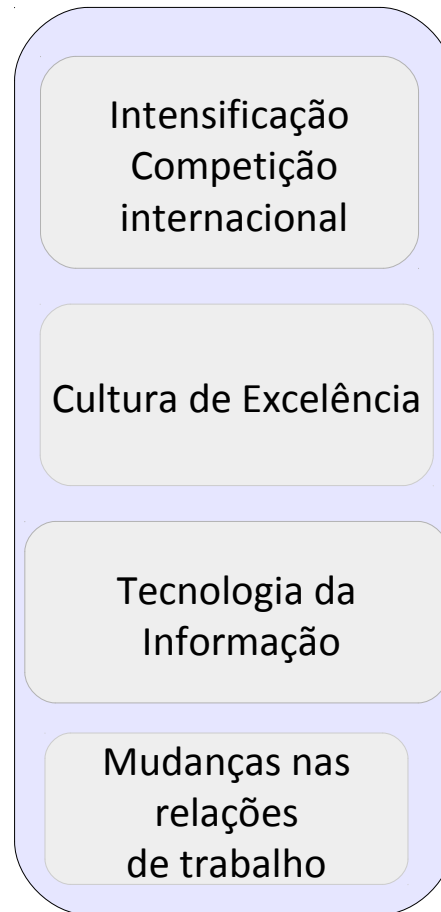 Intensificação
Competição
internacional
Cultura de Excelência
Tecnologia da
Informação
Mudanças nas
relações
de trabalho